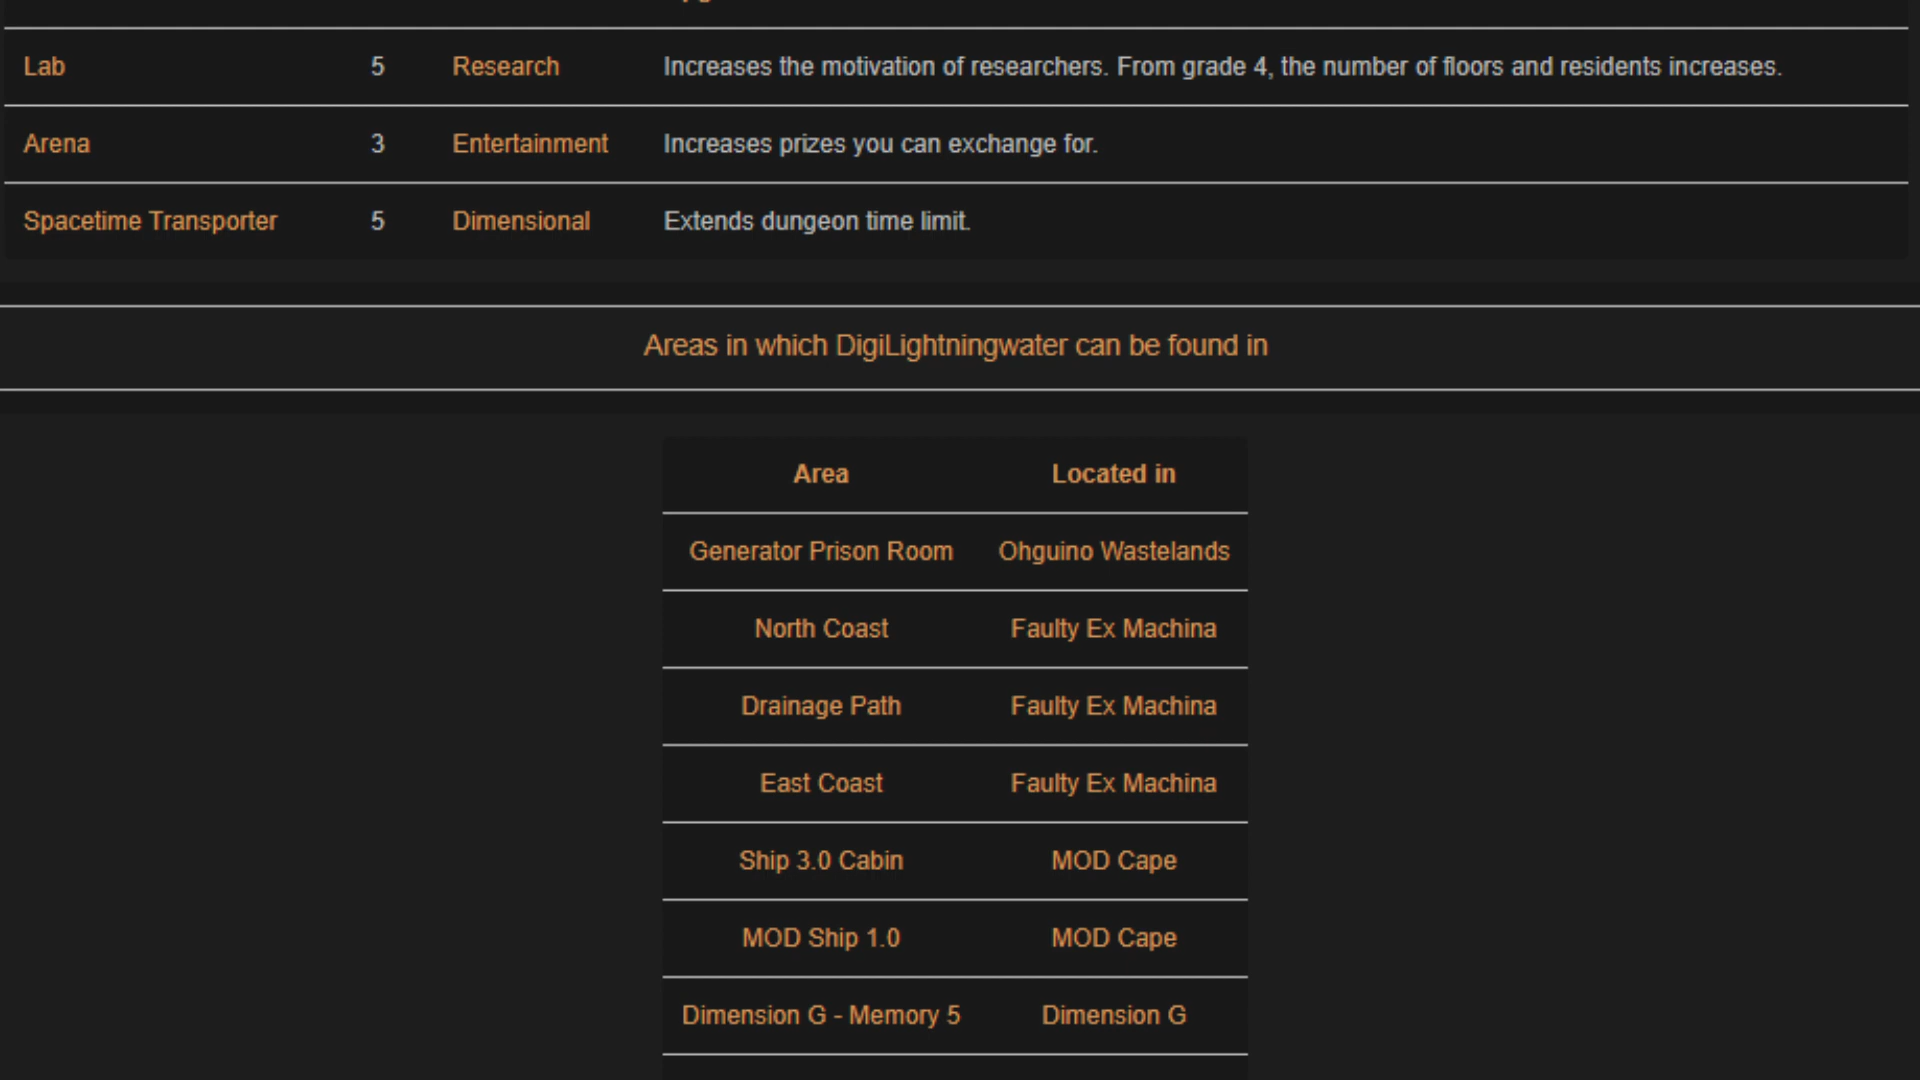 Lab 5 Research Increases the motivation of researchers. From grade 4, the number of floors and residents increases.
Arena 3 Entertainment Increases prizes you can exchange for.
Spacetime Transporter 5 Dimensional Extends dungeon time limit.
Areas in which DigiLightningwater can be found in
Area Located in
Generator Prison Room Ohguino Wastelands
North Coast Faulty Ex Machina
Drainage Path Faulty Ex Machina
East Coast Faulty Ex Machina
Ship 3.0 Cabin MOD Cape
MOD Ship 1.0 MOD Cape
Dimension G - Memory 5 Dimension G